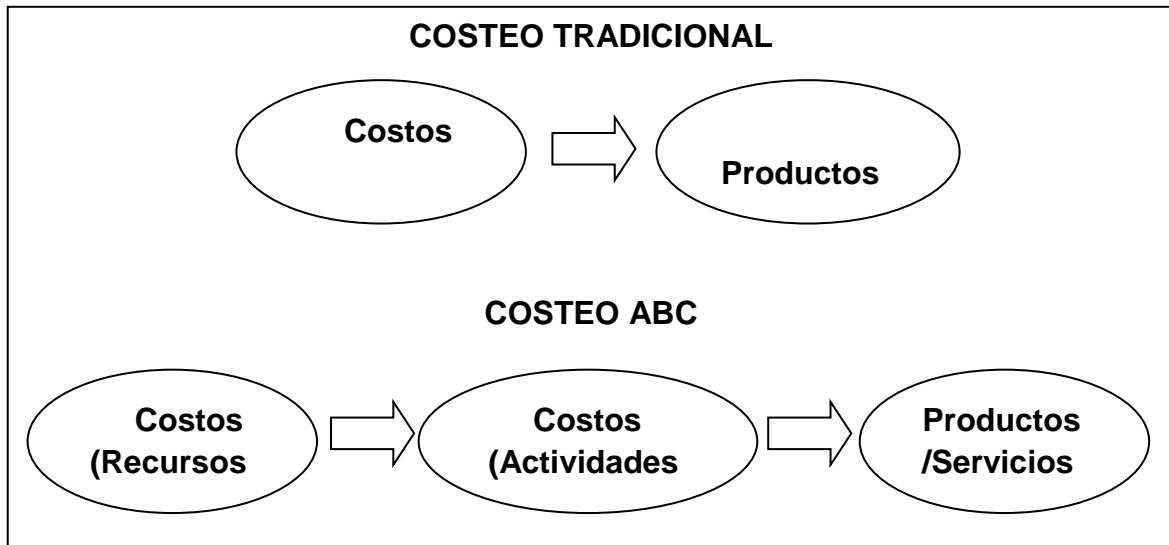 COSTEO TRADICIONAL
Costos
Productos
COSTEO ABC
Costos
(Recursos
Costos
(Actividades
Productos
/Servicios